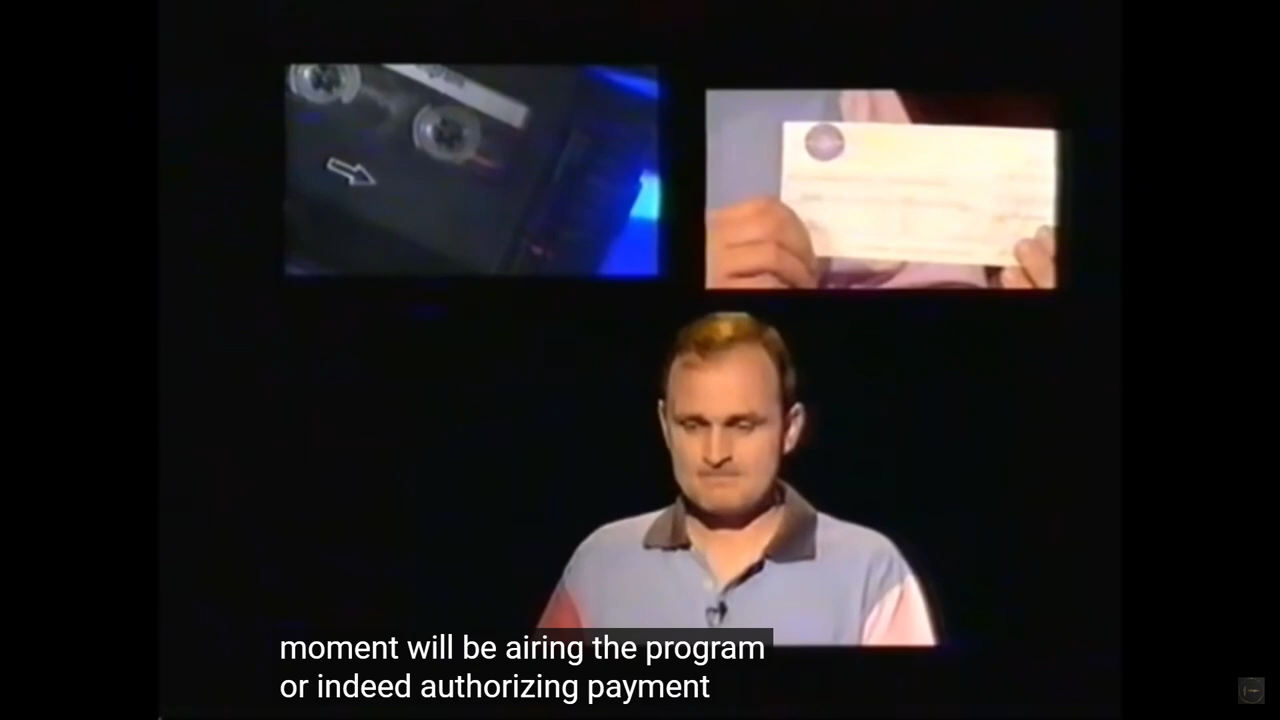 moment will be airing the program
or indeed authorizing payment